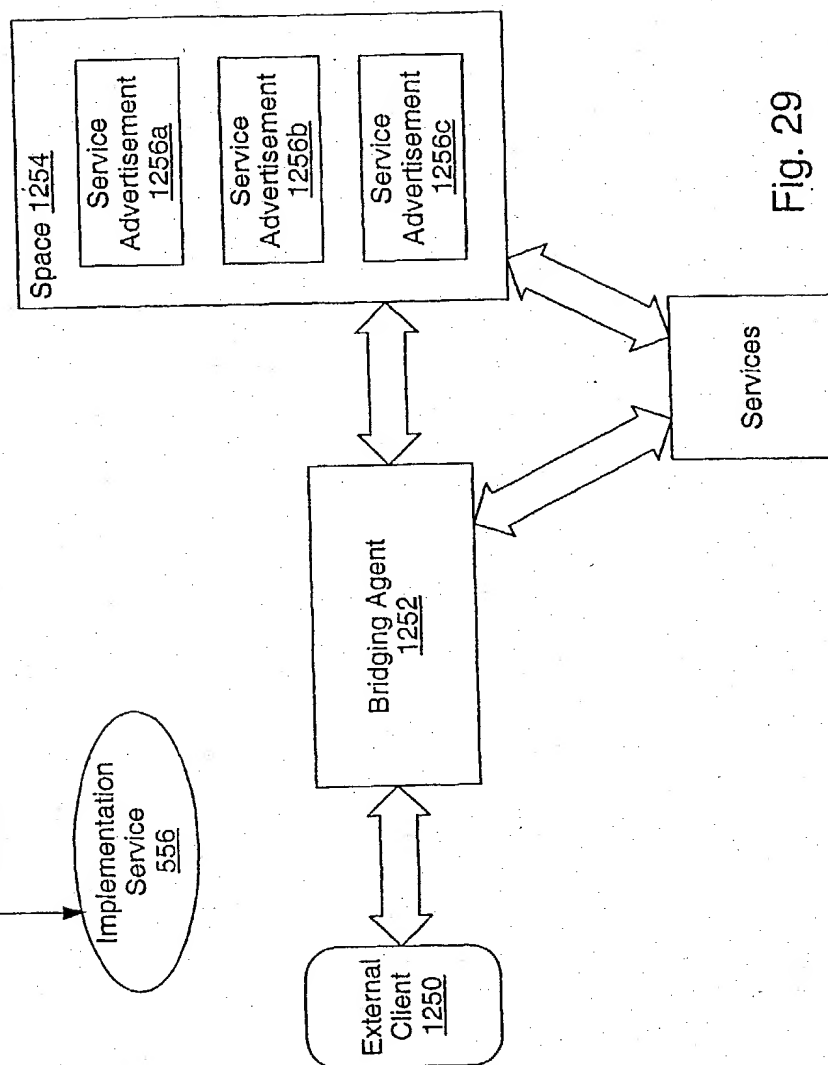 Implementation
Service
556
External
Client
1250
Bridging Agent
1252
Space 1254
Service
Advertisement
1256a
Service
Advertisement
1256b
Service
Advertisement
1256c
Services
Fig. 29